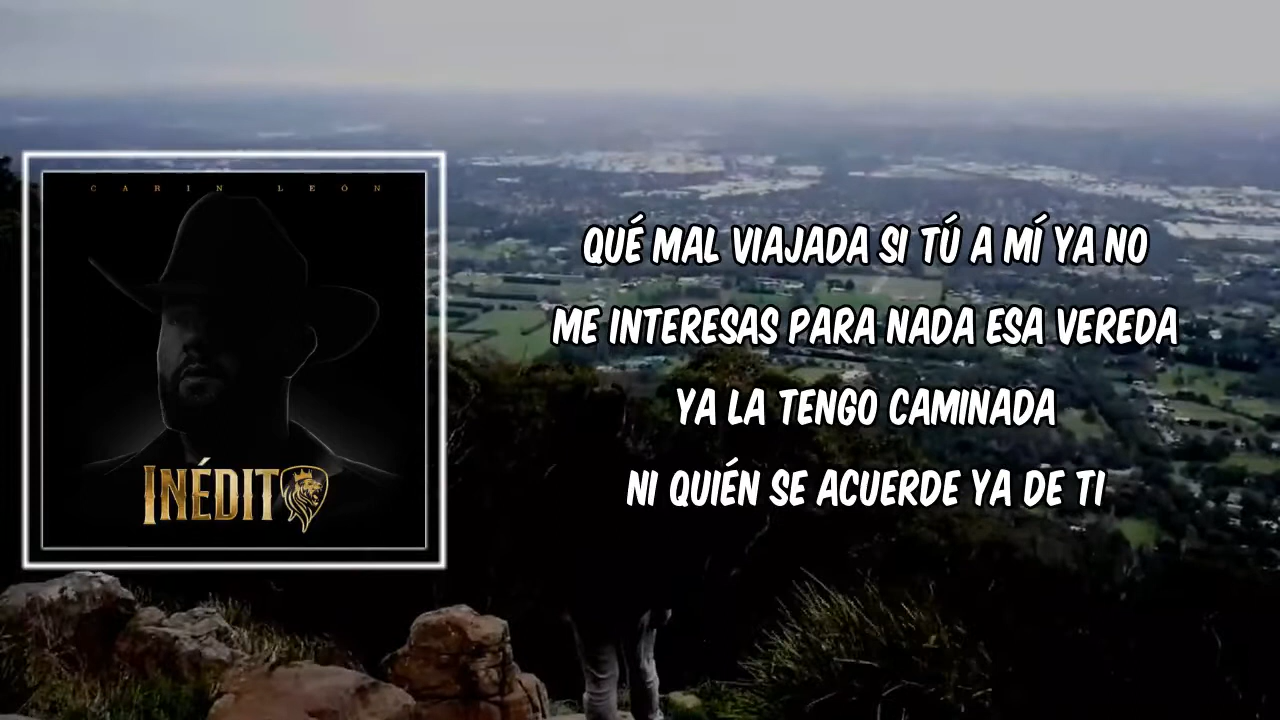 CARIN LEÓN
INÉDITO
QUÉ MAL VIAJADA SI TÚ A MÍ YA NO
ME INTERESAS PARA NADA ESA VEREDA
YA LA TENGO CAMINADA
NI QUIÉN SE ACUERDE YA DE TI